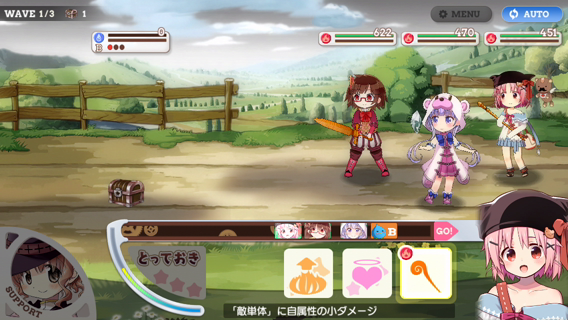 WAVE 1/3 1
MENU
AUTO
B 0
622
470
451
B
GO!
SUPPORT
とっておき
「敵単体」に自属性の小ダメージ